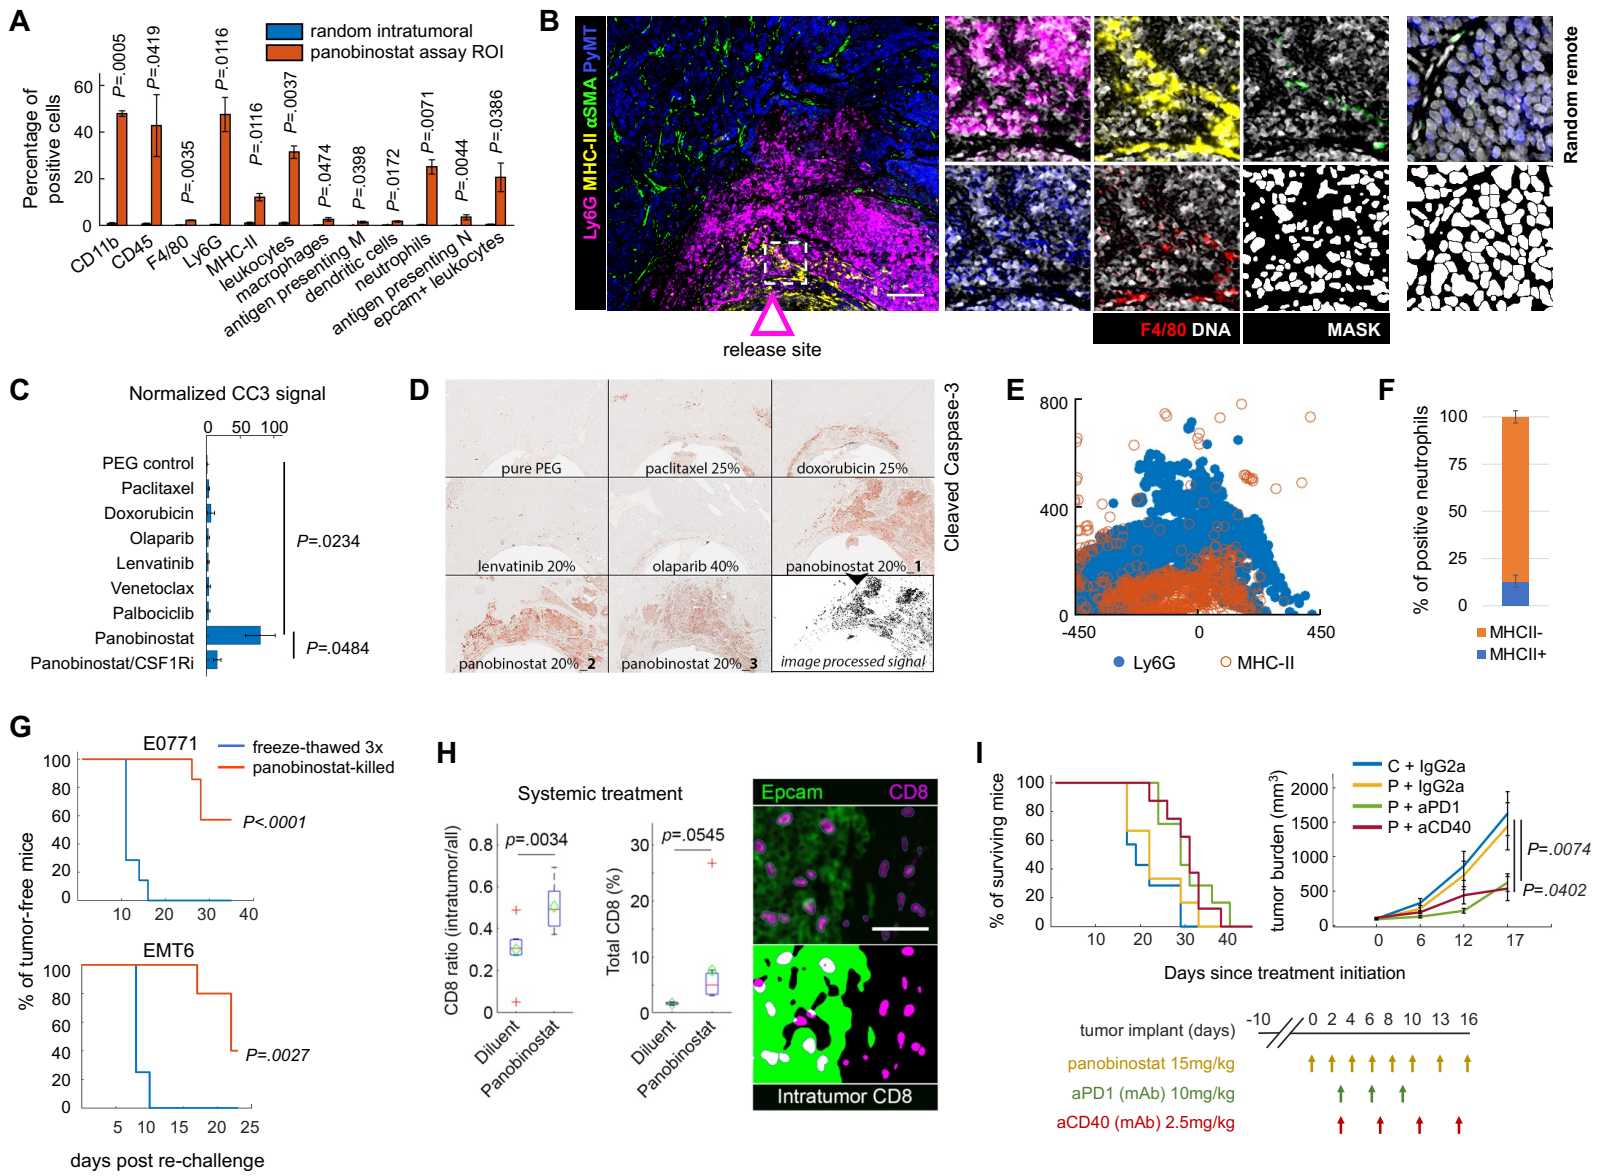 A
random intratumoral
panobinostat assay ROI
Percentage of
positive cells
60
40
20
0
P=.0005
P=.0419
P=.0035
P=.0116
P=.0116
P=.0037
P=.0474
P=.0398
P=.0172
P=.0071
P=.0044
P=.0386
CD11b
CD45
F4/80
Ly6G
MHC-II
leukocytes
macrophages
antigen presenting M
dendritic cells
neutrophils
antigen presenting N
epcam+ leukocytes
B
Ly6G MHC-II αSMA PyMT
release site
F4/80 DNA
MASK
Random remote
C
Normalized CC3 signal
0 50 100
PEG control
Paclitaxel
Doxorubicin
Olaparib
Lenvatinib
Venetoclax
Palbociclib
Panobinostat
Panobinostat/CSF1Ri
P=.0234
P=.0484
D
pure PEG
paclitaxel 25%
doxorubicin 25%
lenvatinib 20%
olaparib 40%
panobinostat 20%_1
panobinostat 20%_2
panobinostat 20%_3
image processed signal
Cleaved Caspase-3
E
800
400
0
-450 0 450
Ly6G MHC-II
F
% of positive neutrophils
100
75
50
25
0
MHCII-
MHCII+
G
E0771
freeze-thawed 3x
panobinostat-killed
100
80
60
40
20
0
P<.0001
10 20 30 40
% of tumor-free mice
EMT6
100
80
60
40
20
0
P=.0027
5 10 15 20 25
days post re-challenge
H
Systemic treatment
CD8 ratio (intratumor/all)
p=.0034
0.8
0.6
0.4
0.2
0
Diluent
Panobinostat
Total CD8 (%)
p=.0545
30
20
10
0
Diluent
Panobinostat
Epcam CD8
Intratumor CD8
I
% of surviving mice
100
80
60
40
20
0
10 20 30 40
C + IgG2a
P + IgG2a
P + aPD1
P + aCD40
tumor burden (mm³)
2000
1500
1000
500
0
P=.0074
P=.0402
0 6 12 17
Days since treatment initiation
tumor implant (days) -10 0 2 4 6 8 10 13 16
panobinostat 15mg/kg
aPD1 (mAb) 10mg/kg
aCD40 (mAb) 2.5mg/kg